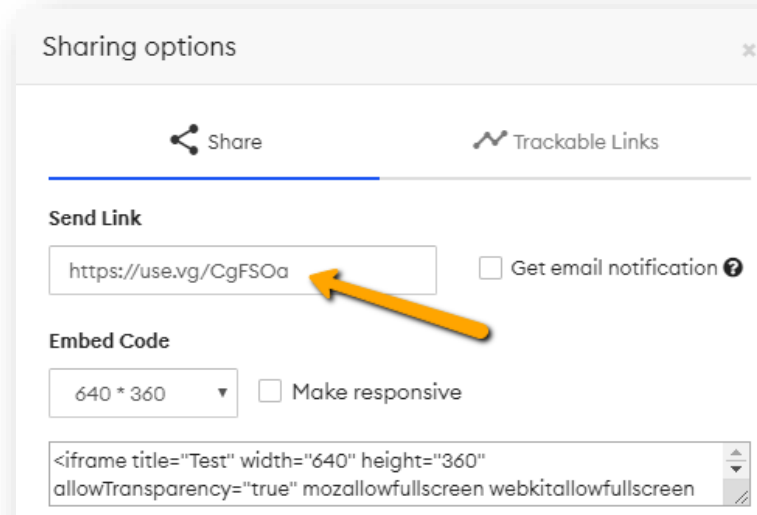 Sharing options
Share
Trackable Links
Send Link
https://use.vg/CgFSOa
Get email notification
Embed Code
640 * 360
Make responsive
<iframe title="Test" width="640" height="360"
allowTransparency="true" mozallowfullscreen webkitallowfullscreen